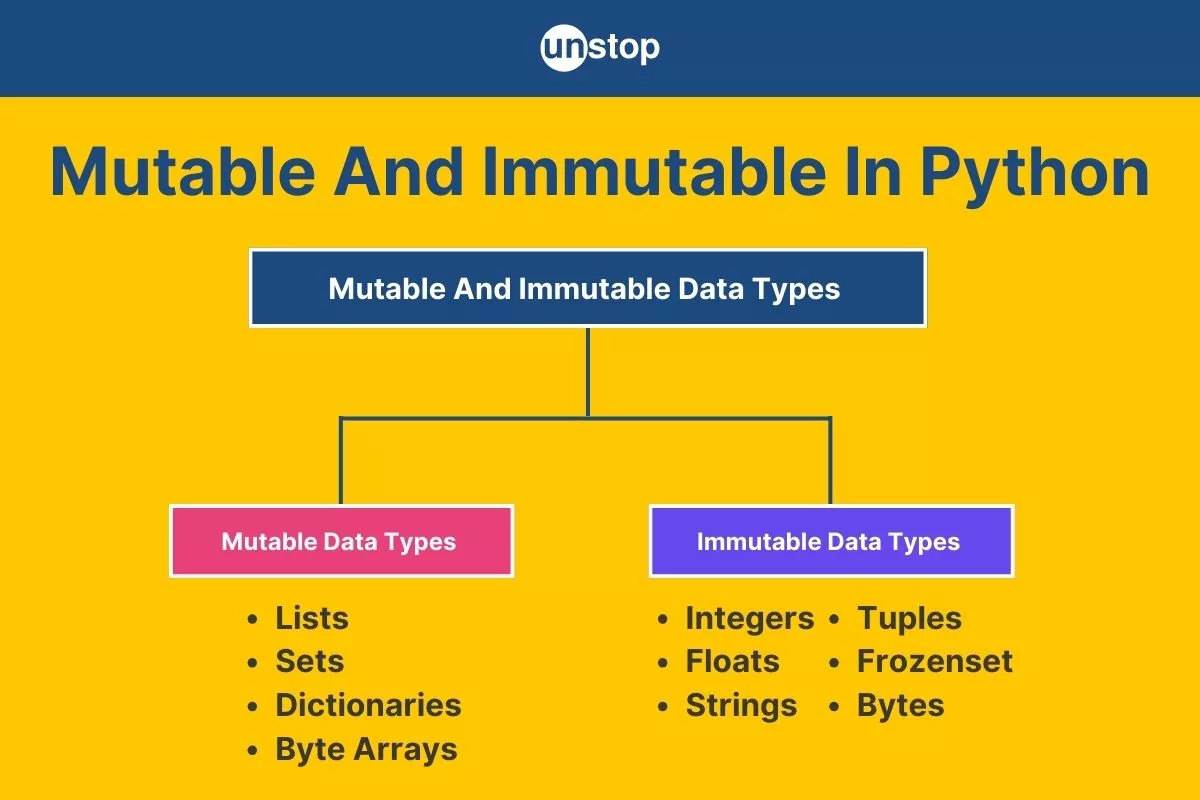 unstop
Mutable And Immutable In Python
Mutable And Immutable Data Types
Mutable Data Types
• Lists
• Sets
• Dictionaries
• Byte Arrays
Immutable Data Types
• Integers
• Floats
• Strings
• Tuples
• Frozenset
• Bytes